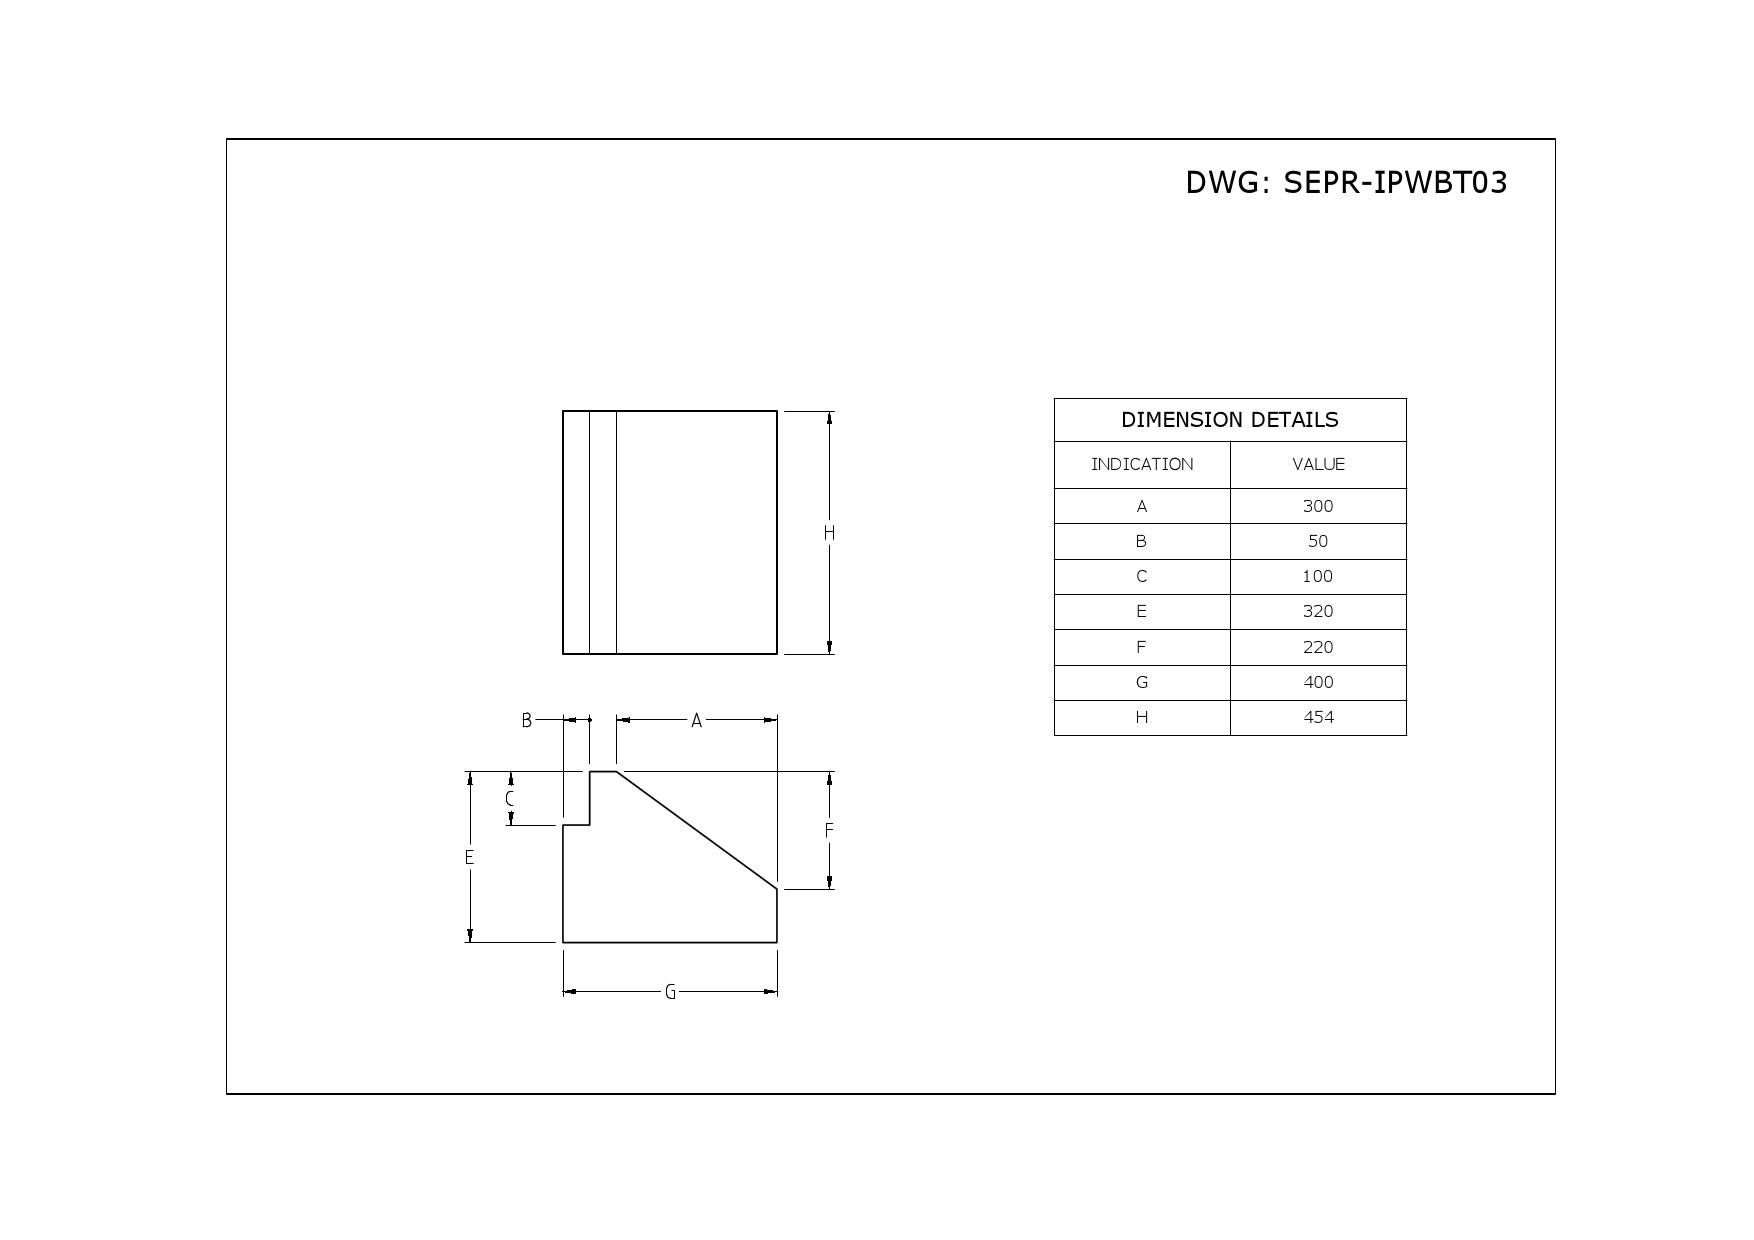 DWG: SEPR-IPWBT03
DIMENSION DETAILS
INDICATION VALUE
A 300
B 50
C 100
E 320
F 220
G 400
H 454
H
B A
C
F
E
G